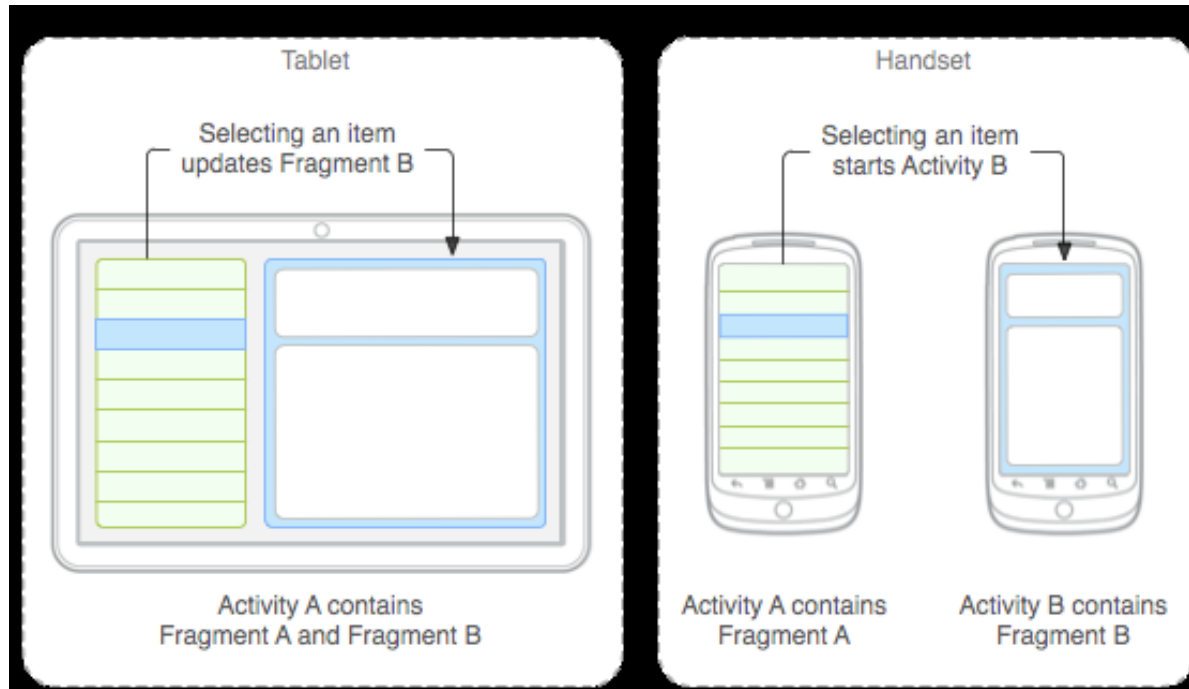 Tablet
Selecting an item
updates Fragment B
Activity A contains
Fragment A and Fragment B
Handset
Selecting an item
starts Activity B
Activity A contains
Fragment A
Activity B contains
Fragment B